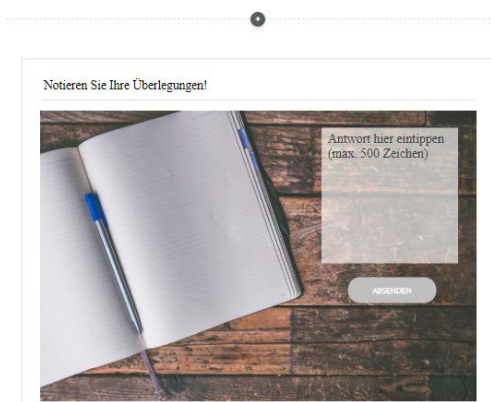 Notieren Sie Ihre Überlegungen!
Antwort hier eintippen
(max. 500 Zeichen)
ABSENDEN